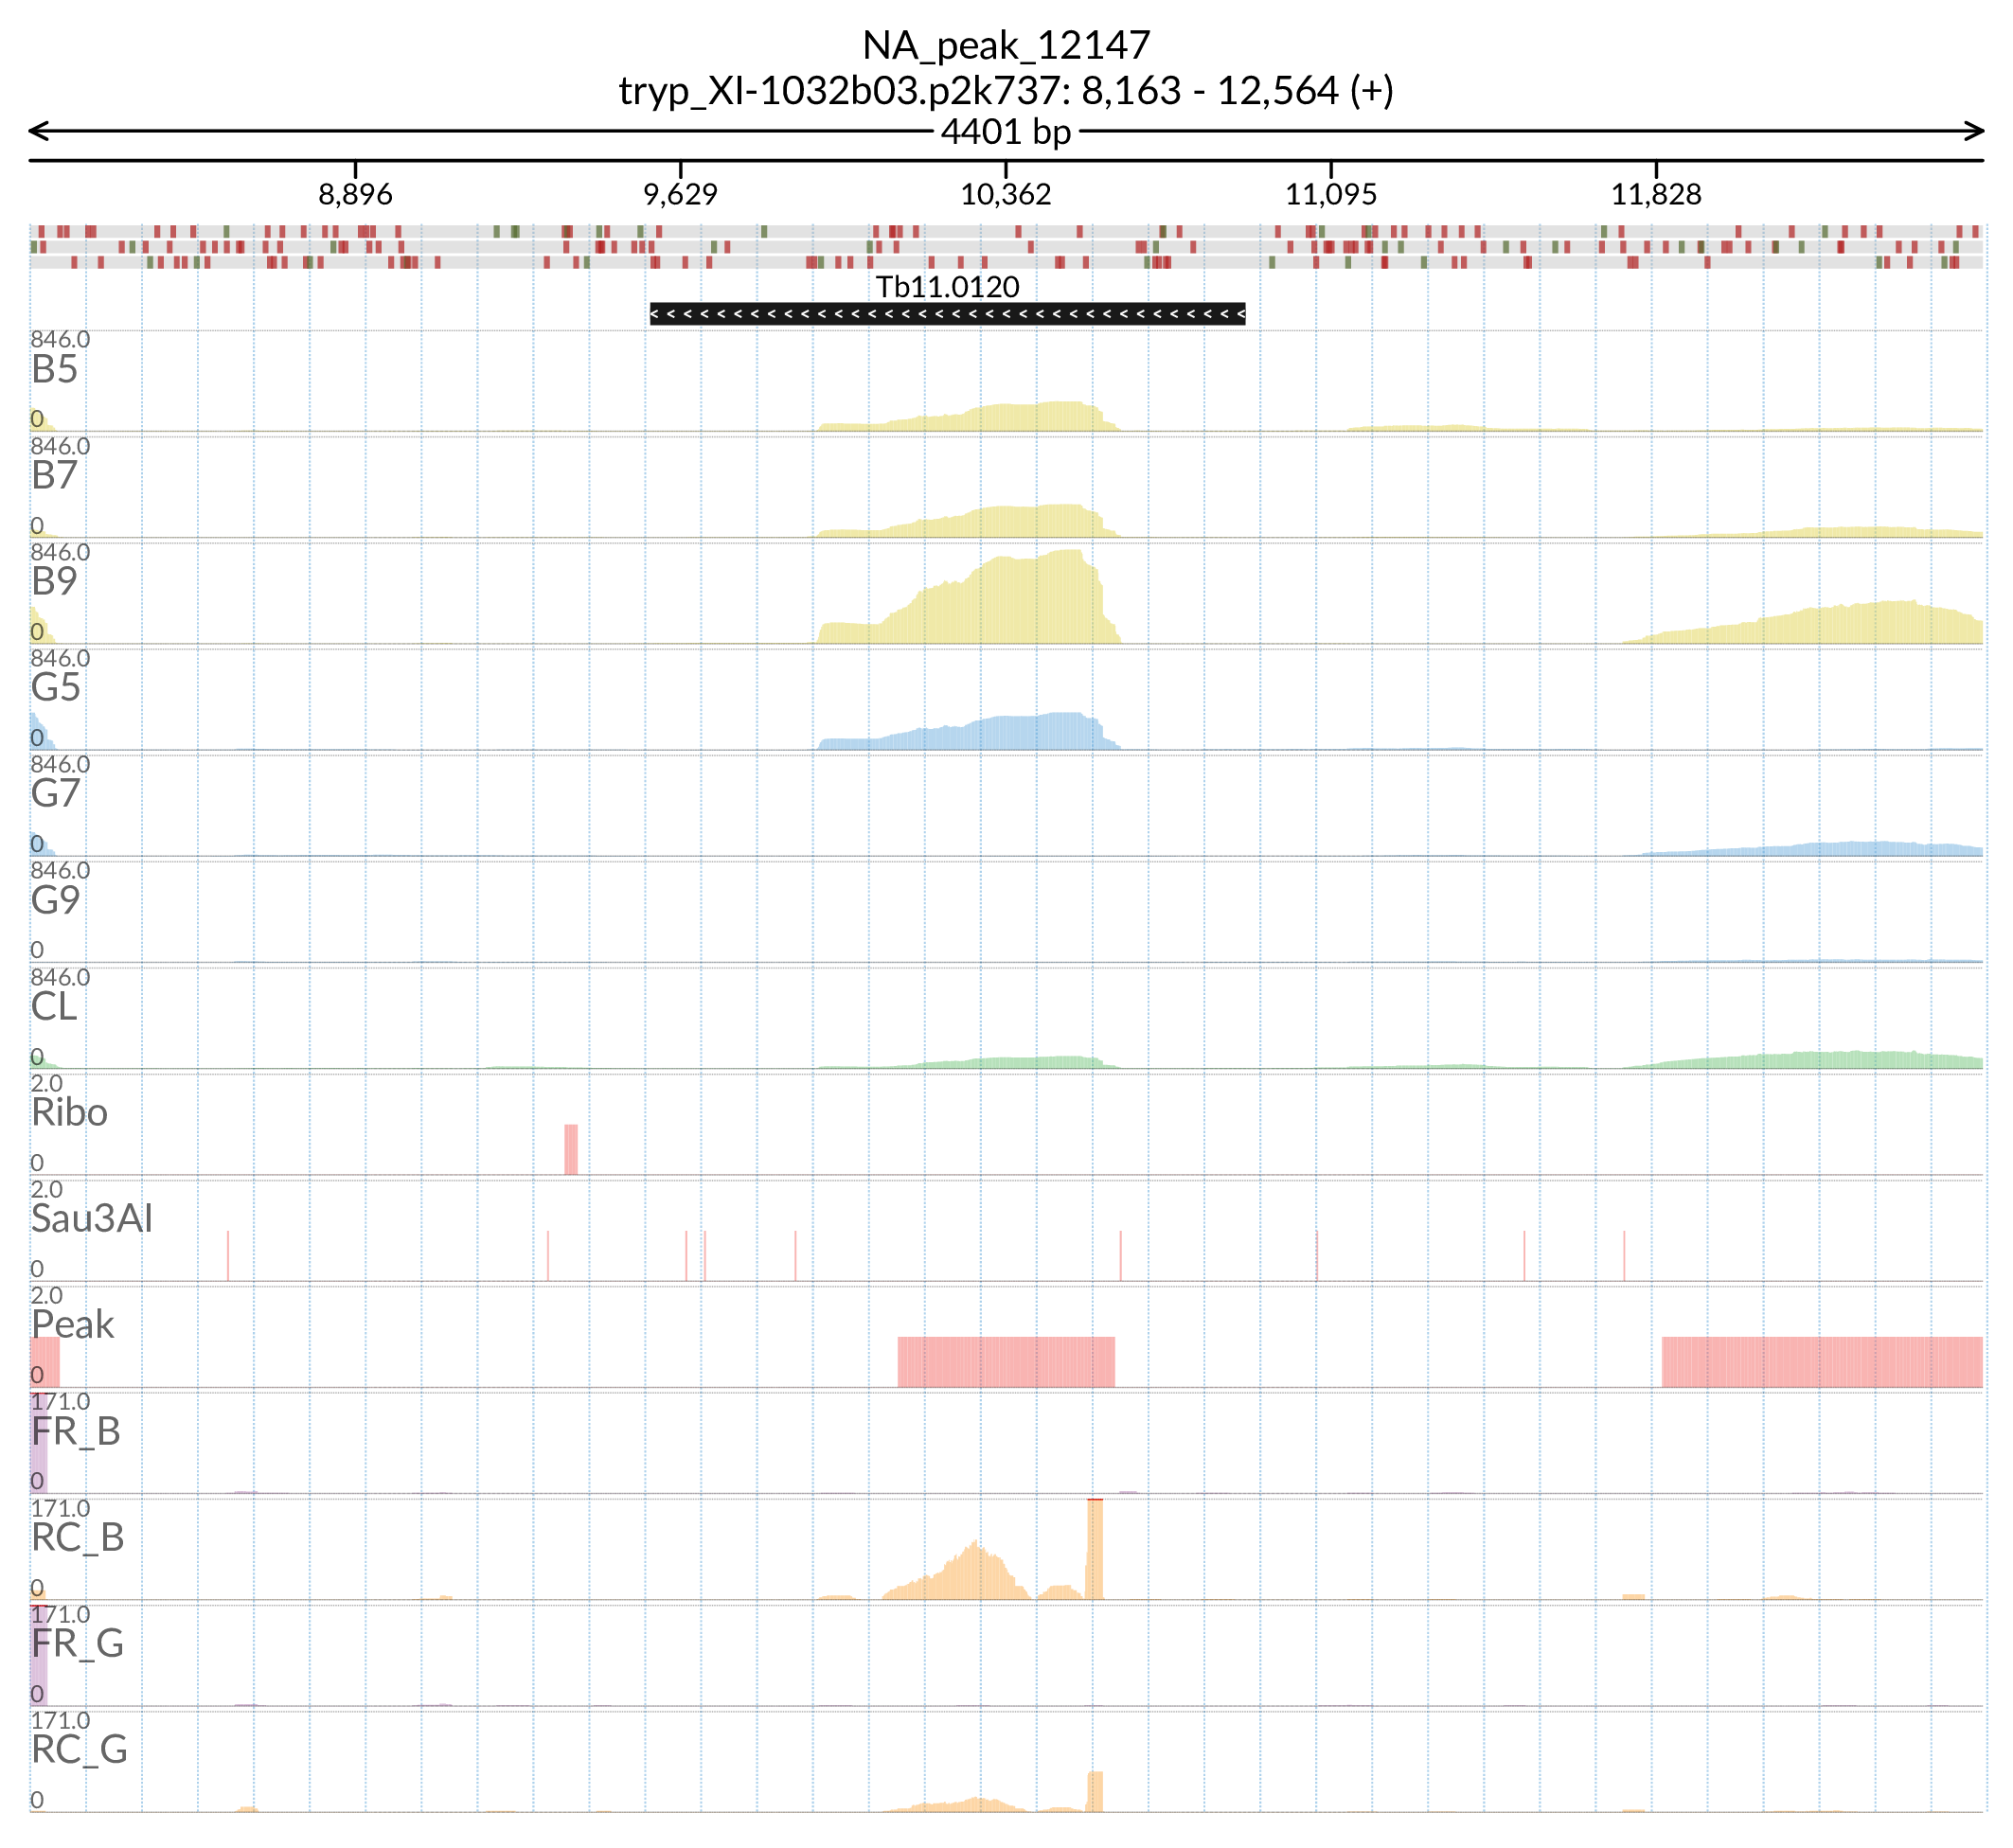 NA_peak_12147
tryp_XI-1032b03.p2k737: 8,163 - 12,564 (+)
4401 bp
8,896 9,629 10,362 11,095 11,828
Tb11.0120
< < < < < < < < < < < < < < < < < < < < < < < < < < < < < < < < < < < <
846.0
B5
0
846.0
B7
0
846.0
B9
0
846.0
G5
0
846.0
G7
0
846.0
G9
0
846.0
CL
0
2.0
Ribo
0
2.0
Sau3AI
0
2.0
Peak
0
171.0
FR_B
0
171.0
RC_B
0
171.0
FR_G
0
171.0
RC_G
0